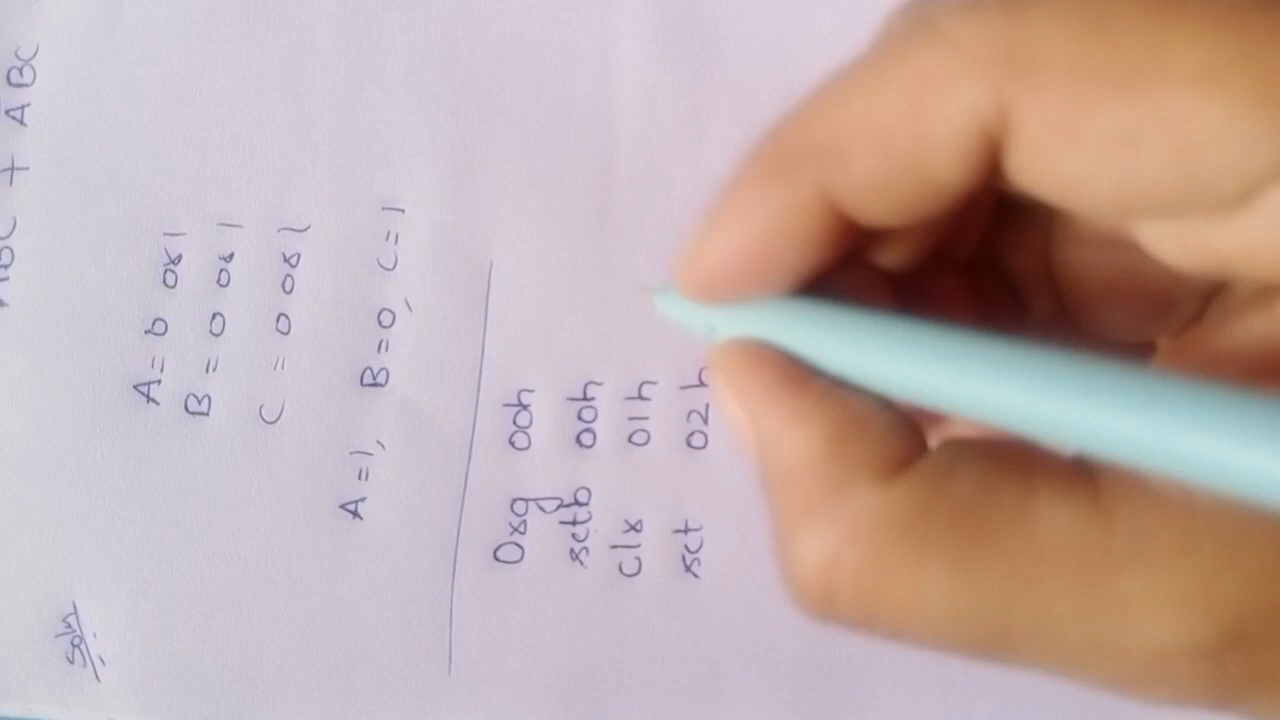 ABC + ĀBC
Soln:
A = 0 or 1
B = 0 or 1
C = 0 or 1
A = 1, B = 0, C = 1
Org 00h
setb 00h
clr 01h
set 02h